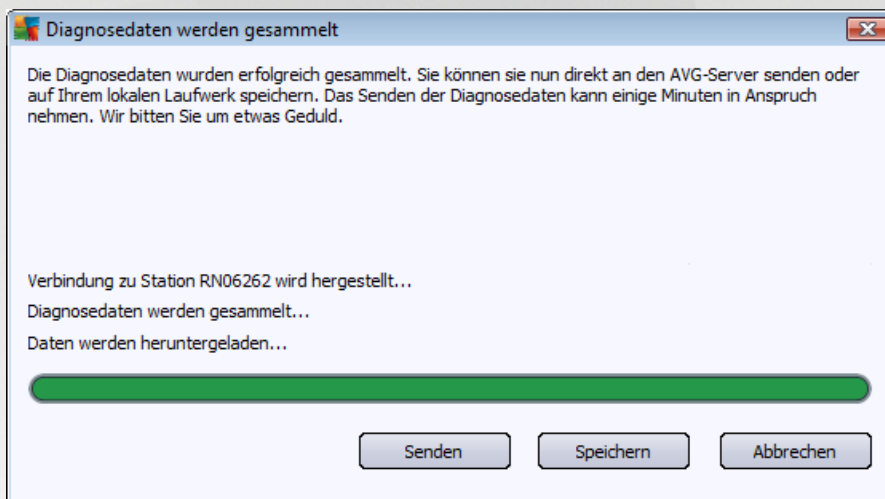 Diagnosedaten werden gesammelt
Die Diagnosedaten wurden erfolgreich gesammelt. Sie können sie nun direkt an den AVG-Server senden oder
auf Ihrem lokalen Laufwerk speichern. Das Senden der Diagnosedaten kann einige Minuten in Anspruch
nehmen. Wir bitten Sie um etwas Geduld.
Verbindung zu Station RN06262 wird hergestellt...
Diagnosedaten werden gesammelt...
Daten werden heruntergeladen...
Senden
Speichern
Abbrechen